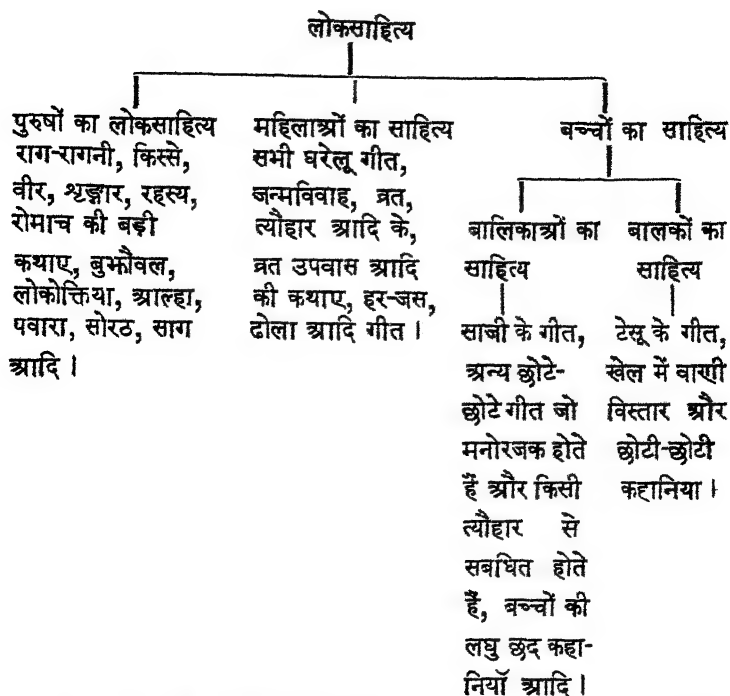 लोकसाहित्य
पुरुषों का लोकसाहित्य
राग-रागनी, किस्से,
वीर, शृङ्गार, रहस्य,
रोमाच की बड़ी
कथाए, बुझौवल,
लोकोक्तिया, आल्हा,
पवारा, सोरठ, साग
आदि ।
महिलाओं का साहित्य
सभी घरेलू गीत,
जन्मविवाह, व्रत,
त्यौहार आदि के,
व्रत उपवास आदि
की कथाए, हर-जस,
ढोला आदि गीत ।
बच्चों का साहित्य
बालिकाओं का
साहित्य
साजी के गीत,
अन्य छोटे-
छोटे गीत जो
मनोरजक होते
हैं और किसी
त्यौहार से
सबधित होते
हैं, बच्चों की
लघु छद कहा-
नियाँ आदि ।
बालकों का
साहित्य
टेसू के गीत,
खेल में वाणी
विस्तार और
छोटी-छोटी
कहानिया ।